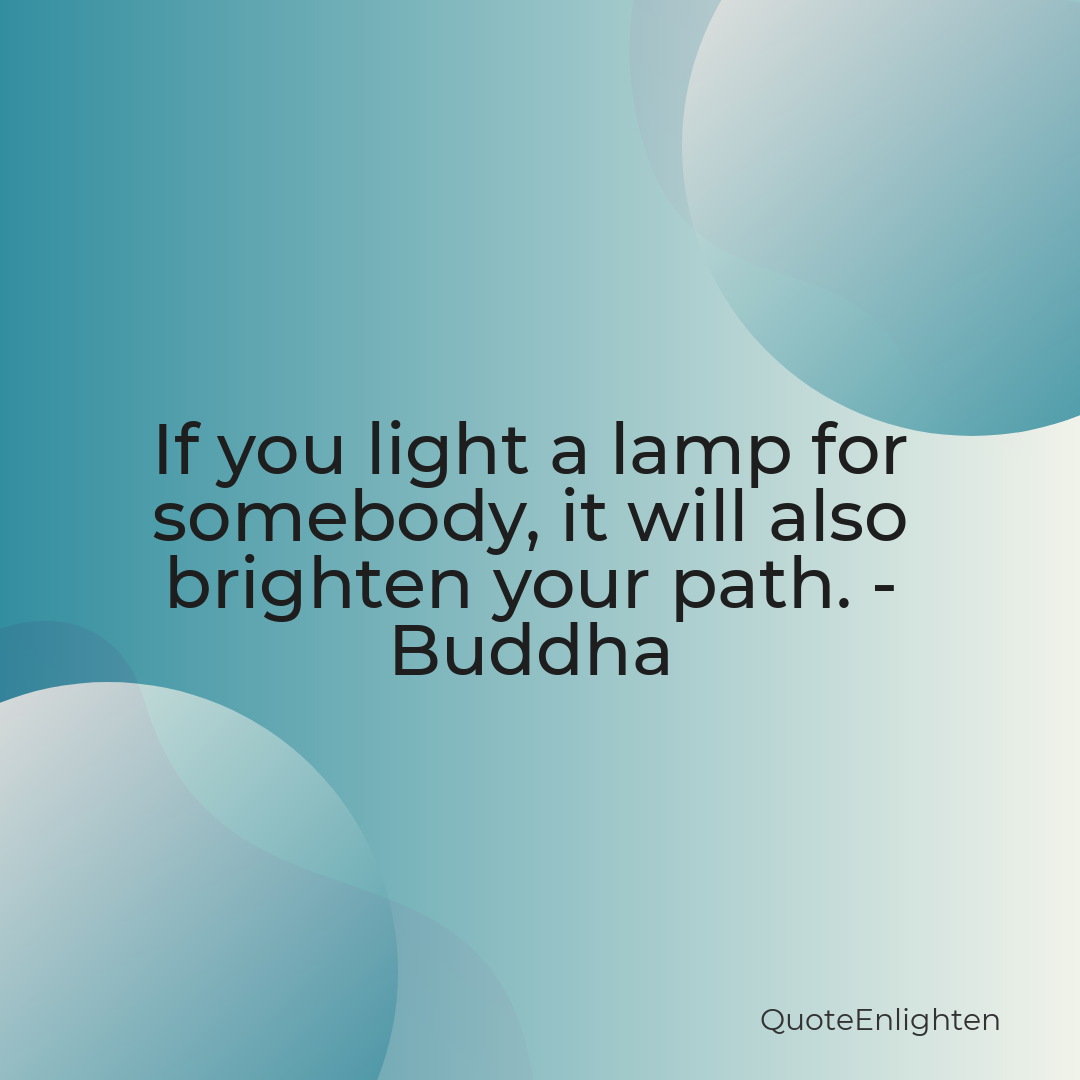 If you light a lamp for
somebody, it will also
brighten your path. -
Buddha
QuoteEnlighten